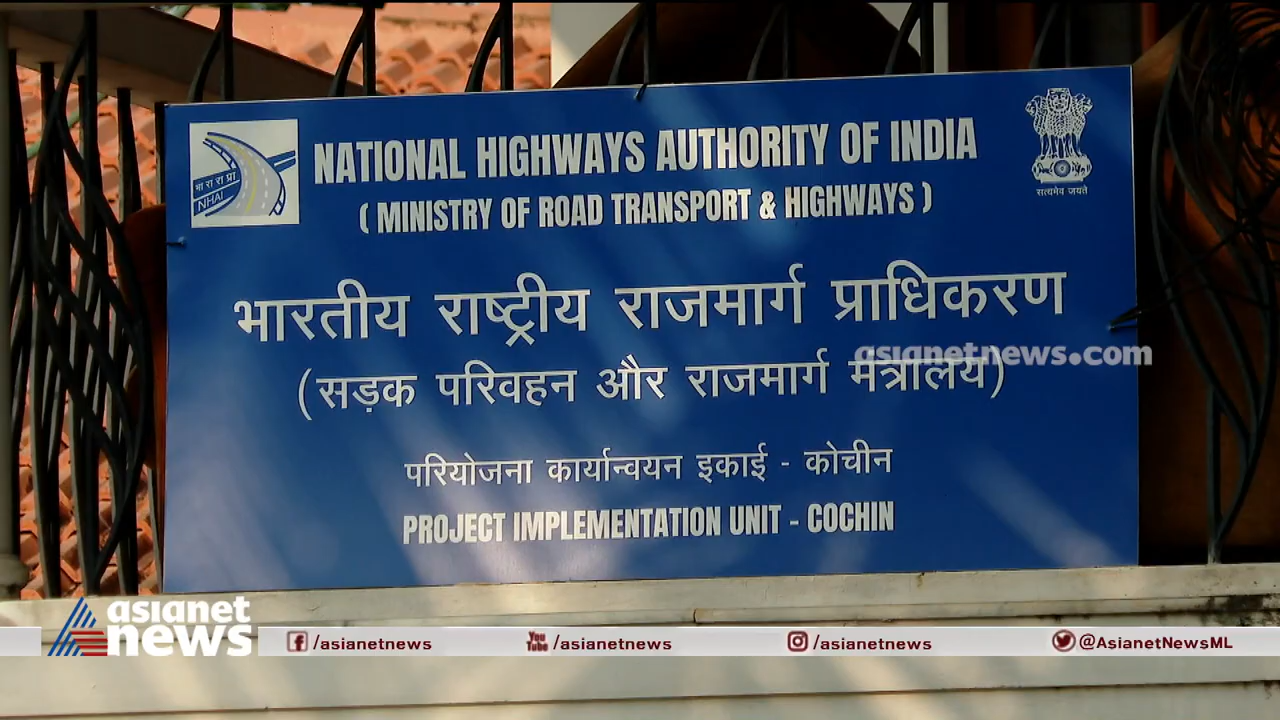 NATIONAL HIGHWAYS AUTHORITY OF INDIA
( MINISTRY OF ROAD TRANSPORT & HIGHWAYS )
भा रा रा प्रा
NHAI
सत्यमेव जयते
भारतीय राष्ट्रीय राजमार्ग प्राधिकरण
(सड़क परिवहन और राजमार्ग मंत्रालय)
asianetnews.com
परियोजना कार्यान्वयन इकाई - कोचीन
PROJECT IMPLEMENTATION UNIT - COCHIN
asianet
news
/asianetnews
You
Tube
/asianetnews
/asianetnews
@AsianetNewsML